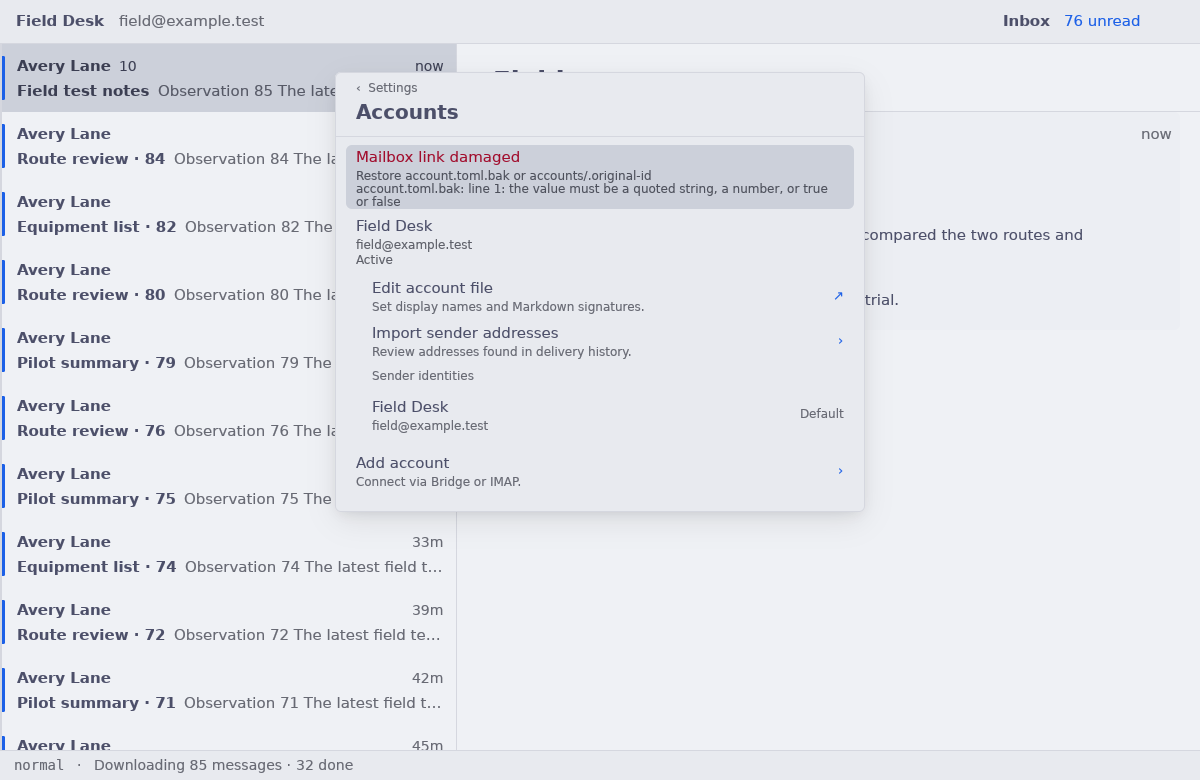 Field Desk field@example.test
Inbox 76 unread
Avery Lane 10 now
Field test notes Observation 85 The late
Avery Lane
Route review · 84 Observation 84 The la
Avery Lane
Equipment list · 82 Observation 82 The
Avery Lane
Route review · 80 Observation 80 The la
Avery Lane
Pilot summary · 79 Observation 79 The
Avery Lane
Route review · 76 Observation 76 The la
Avery Lane
Pilot summary · 75 Observation 75 The
Avery Lane 33m
Equipment list · 74 Observation 74 The latest field t…
Avery Lane 39m
Route review · 72 Observation 72 The latest field te…
Avery Lane 42m
Pilot summary · 71 Observation 71 The latest field t…
Avery Lane 45m
‹ Settings
Accounts
Mailbox link damaged
Restore account.toml.bak or accounts/.original-id
account.toml.bak: line 1: the value must be a quoted string, a number, or true
or false
Field Desk
field@example.test
Active
Edit account file ↗
Set display names and Markdown signatures.
Import sender addresses ›
Review addresses found in delivery history.
Sender identities
Field Desk Default
field@example.test
Add account ›
Connect via Bridge or IMAP.
now
compared the two routes and
trial.
normal · Downloading 85 messages · 32 done